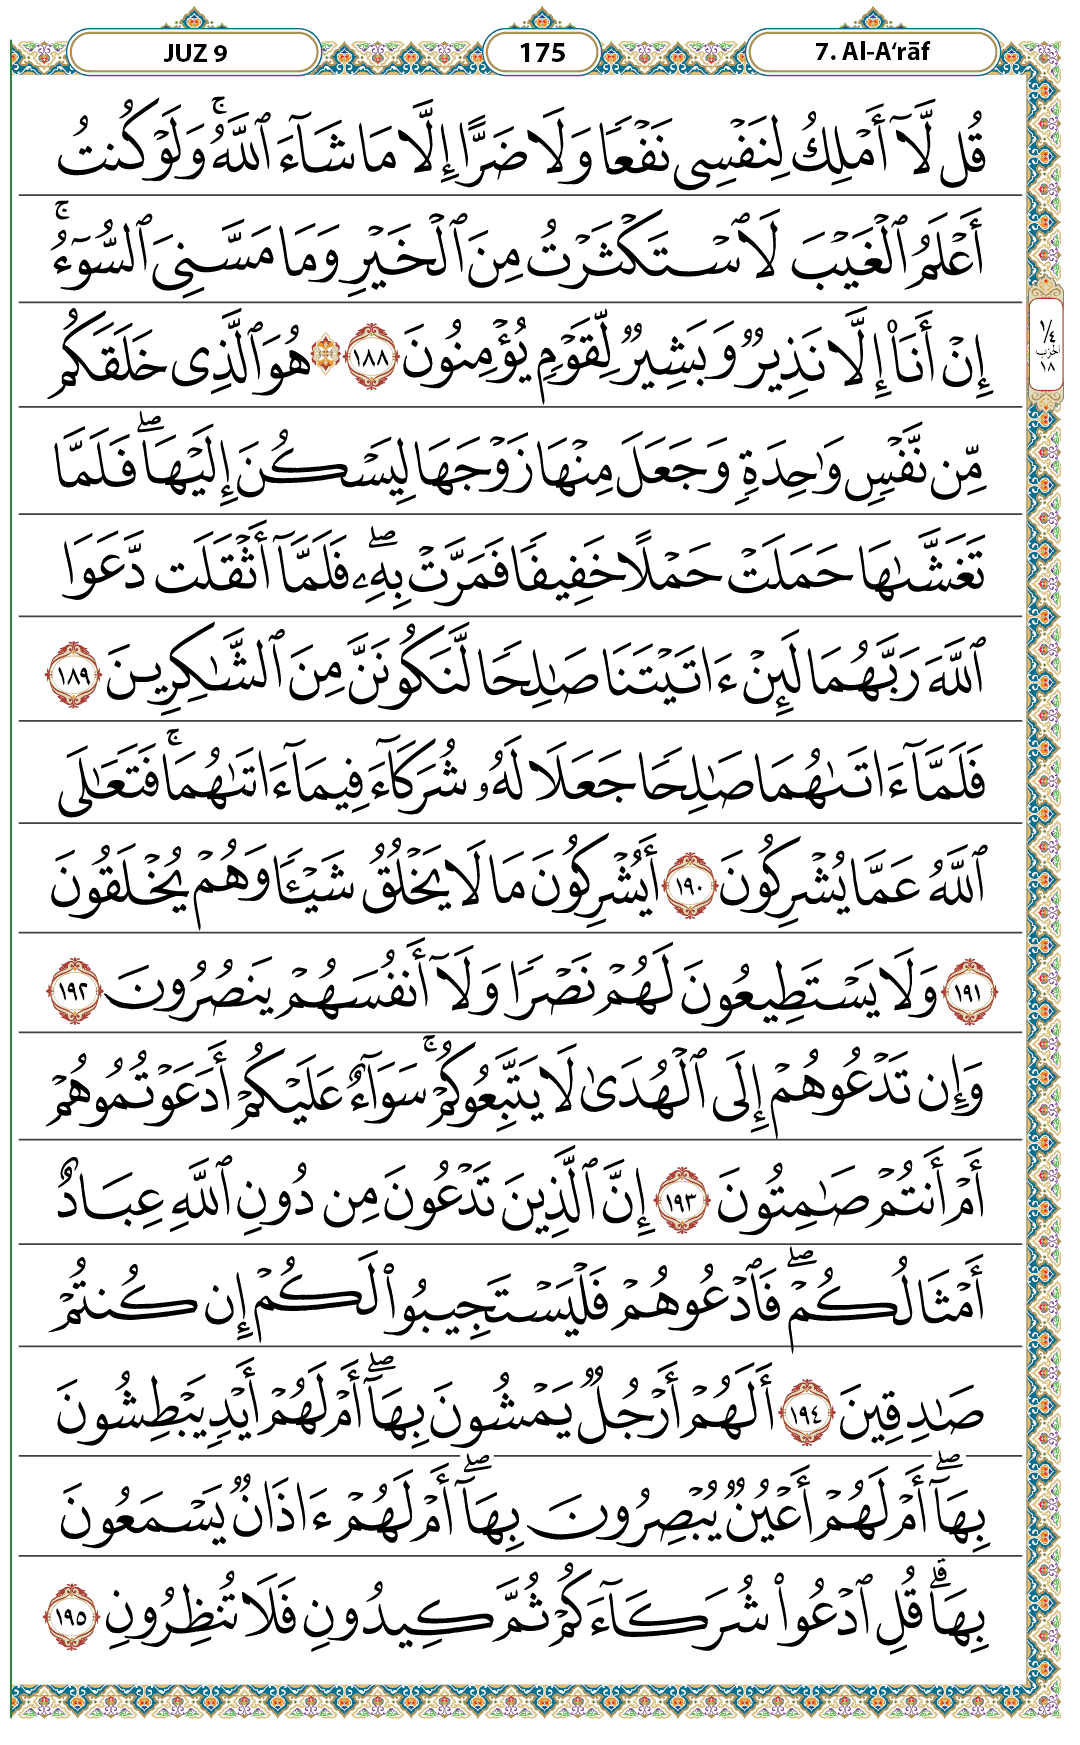 JUZ 9 175 7. Al-A‘rāf
قُل لَّآ أَمْلِكُ لِنَفْسِى نَفْعًا وَلَا ضَرًّا إِلَّا مَا شَآءَ ٱللَّهُ ۚ وَلَوْ كُنتُ
أَعْلَمُ ٱلْغَيْبَ لَٱسْتَكْثَرْتُ مِنَ ٱلْخَيْرِ وَمَا مَسَّنِىَ ٱلسُّوٓءُ ۚ
إِنْ أَنَا۠ إِلَّا نَذِيرٌ وَبَشِيرٌ لِّقَوْمٍ يُؤْمِنُونَ ١٨٨ ۞ هُوَ ٱلَّذِى خَلَقَكُم
١/٤
الحزب
١٨
مِّن نَّفْسٍ وَٰحِدَةٍ وَجَعَلَ مِنْهَا زَوْجَهَا لِيَسْكُنَ إِلَيْهَا ۖ فَلَمَّا
تَغَشَّىٰهَا حَمَلَتْ حَمْلًا خَفِيفًا فَمَرَّتْ بِهِۦ ۖ فَلَمَّآ أَثْقَلَت دَّعَوَا
ٱللَّهَ رَبَّهُمَا لَئِنْ ءَاتَيْتَنَا صَٰلِحًا لَّنَكُونَنَّ مِنَ ٱلشَّٰكِرِينَ ١٨٩
فَلَمَّآ ءَاتَىٰهُمَا صَٰلِحًا جَعَلَا لَهُۥ شُرَكَآءَ فِيمَآ ءَاتَىٰهُمَا ۚ فَتَعَٰلَى
ٱللَّهُ عَمَّا يُشْرِكُونَ ١٩٠ أَيُشْرِكُونَ مَا لَا يَخْلُقُ شَيْـًٔا وَهُمْ يُخْلَقُونَ
١٩١ وَلَا يَسْتَطِيعُونَ لَهُمْ نَصْرًا وَلَآ أَنفُسَهُمْ يَنصُرُونَ ١٩٢
وَإِن تَدْعُوهُمْ إِلَى ٱلْهُدَىٰ لَا يَتَّبِعُوكُمْ ۚ سَوَآءٌ عَلَيْكُمْ أَدَعَوْتُمُوهُمْ
أَمْ أَنتُمْ صَٰمِتُونَ ١٩٣ إِنَّ ٱلَّذِينَ تَدْعُونَ مِن دُونِ ٱللَّهِ عِبَادٌ
أَمْثَالُكُمْ ۖ فَٱدْعُوهُمْ فَلْيَسْتَجِيبُوا۟ لَكُمْ إِن كُنتُمْ
صَٰدِقِينَ ١٩٤ أَلَهُمْ أَرْجُلٌ يَمْشُونَ بِهَآ ۖ أَمْ لَهُمْ أَيْدٍ يَبْطِشُونَ
بِهَآ ۖ أَمْ لَهُمْ أَعْيُنٌ يُبْصِرُونَ بِهَآ ۖ أَمْ لَهُمْ ءَاذَانٌ يَسْمَعُونَ
بِهَا ۗ قُلِ ٱدْعُوا۟ شُرَكَآءَكُمْ ثُمَّ كِيدُونِ فَلَا تُنظِرُونِ ١٩٥